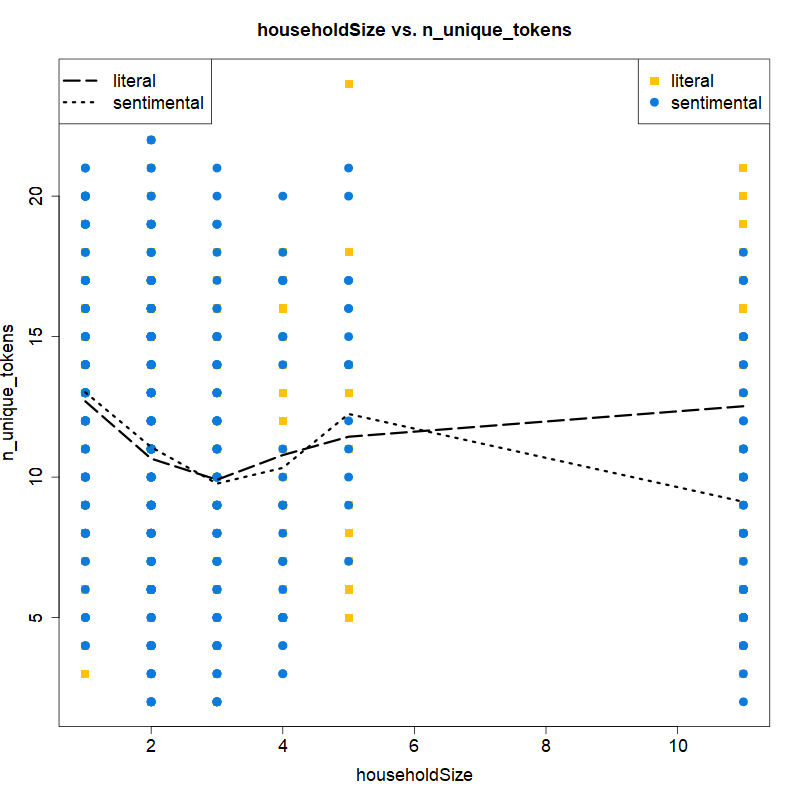 householdSize vs. n_unique_tokens
literal
sentimental
literal
sentimental
n_unique_tokens
20
15
10
5
2
4
6
8
10
householdSize